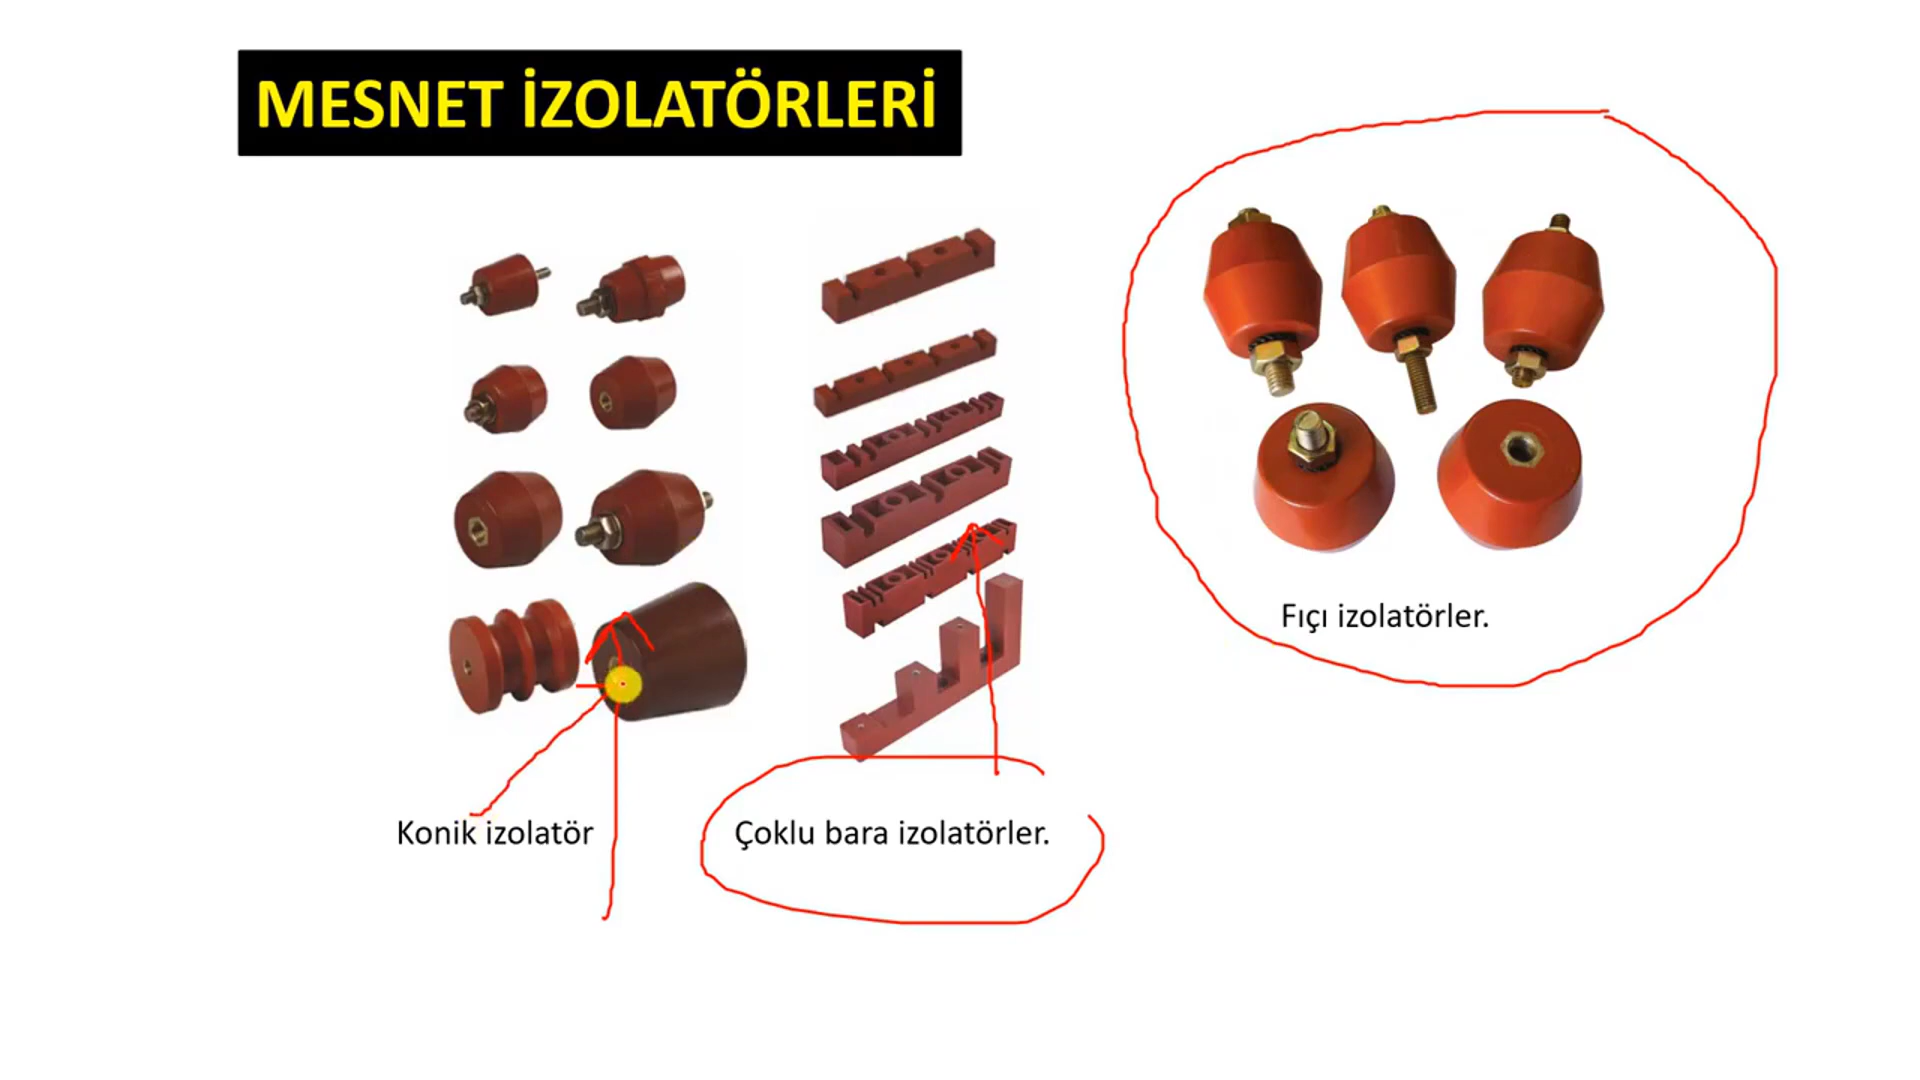 MESNET İZOLATÖRLERİ
Fıçı izolatörler.
Konik izolatör
Çoklu bara izolatörler.